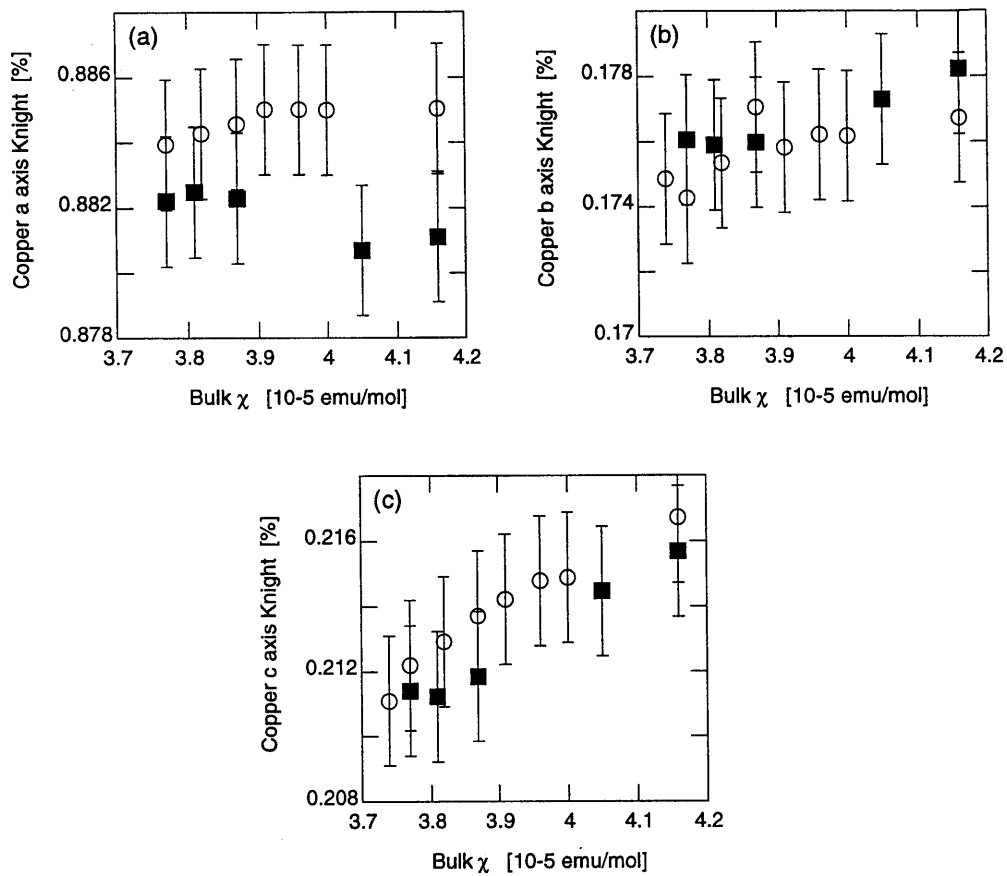 (a)
Copper a axis Knight [%]
0.886
0.882
0.878
3.7 3.8 3.9 4 4.1 4.2
Bulk χ [10-5 emu/mol]
(b)
Copper b axis Knight [%]
0.178
0.174
0.17
3.7 3.8 3.9 4 4.1 4.2
Bulk χ [10-5 emu/mol]
(c)
Copper c axis Knight [%]
0.216
0.212
0.208
3.7 3.8 3.9 4 4.1 4.2
Bulk χ [10-5 emu/mol]